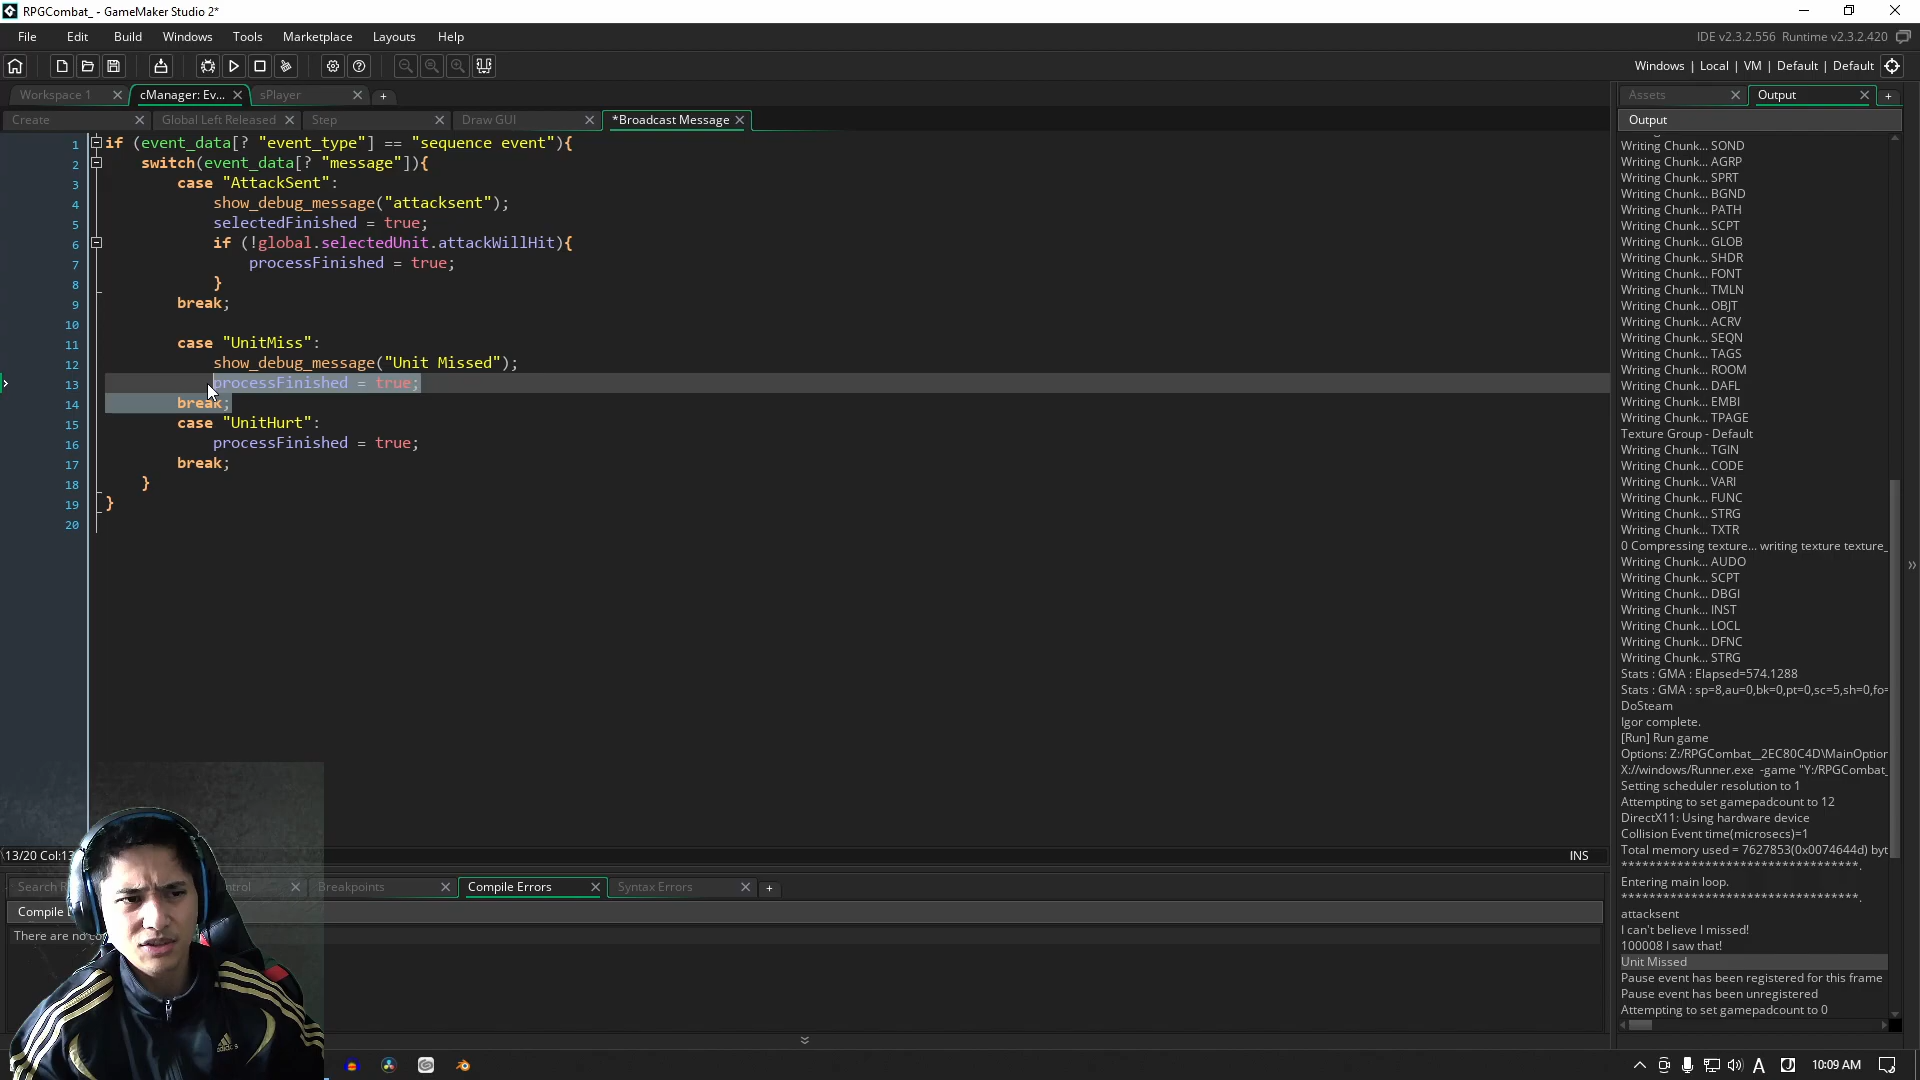 RPGCombat_ - GameMaker Studio 2*
File Edit Build Windows Tools Marketplace Layouts Help
IDE v2.3.2.556 Runtime v2.3.2.420
Windows | Local | VM | Default | Default
Workspace 1
cManager: Ev...
sPlayer
Assets
Output
Create
Global Left Released
Step
Draw GUI
*Broadcast Message
Output
1 if (event_data[? "event_type"] == "sequence event"){
2 switch(event_data[? "message"]){
3 case "AttackSent":
4 show_debug_message("attacksent");
5 selectedFinished = true;
6 if (!global.selectedUnit.attackWillHit){
7 processFinished = true;
8 }
9 break;
10
11 case "UnitMiss":
12 show_debug_message("Unit Missed");
13 processFinished = true;
14 break;
15 case "UnitHurt":
16 processFinished = true;
17 break;
18 }
19 }
20
Writing Chunk... SOND
Writing Chunk... AGRP
Writing Chunk... SPRT
Writing Chunk... BGND
Writing Chunk... PATH
Writing Chunk... SCPT
Writing Chunk... GLOB
Writing Chunk... SHDR
Writing Chunk... FONT
Writing Chunk... TMLN
Writing Chunk... OBJT
Writing Chunk... ACRV
Writing Chunk... SEQN
Writing Chunk... TAGS
Writing Chunk... ROOM
Writing Chunk... DAFL
Writing Chunk... EMBI
Writing Chunk... TPAGE
Texture Group - Default
Writing Chunk... TGIN
Writing Chunk... CODE
Writing Chunk... VARI
Writing Chunk... FUNC
Writing Chunk... STRG
Writing Chunk... TXTR
0 Compressing texture... writing texture texture_
Writing Chunk... AUDO
Writing Chunk... SCPT
Writing Chunk... DBGI
Writing Chunk... INST
Writing Chunk... LOCL
Writing Chunk... DFNC
Writing Chunk... STRG
Stats : GMA : Elapsed=574.1288
Stats : GMA : sp=8,au=0,bk=0,pt=0,sc=5,sh=0,fo=
DoSteam
Igor complete.
[Run] Run game
Options: Z:/RPGCombat__2EC80C4D\MainOption
X://windows/Runner.exe -game "Y:/RPGCombat_
Setting scheduler resolution to 1
Attempting to set gamepadcount to 12
DirectX11: Using hardware device
Collision Event time(microsecs)=1
Total memory used = 7627853(0x0074644d) byt
***********************************.
Entering main loop.
***********************************.
attacksent
I can't believe I missed!
100008 I saw that!
Unit Missed
Pause event has been registered for this frame
Pause event has been unregistered
Attempting to set gamepadcount to 0
13/20 Col:13
INS
Search R
ntrol
Breakpoints
Compile Errors
Syntax Errors
Compile
There are no co
adidas
A
10:09 AM